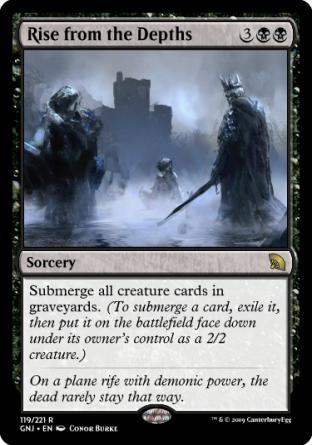 Rise from the Depths 3
Sorcery
Submerge all creature cards in
graveyards. (To submerge a card, exile it,
then put it on the battlefield face down
under its owner's control as a 2/2
creature.)
On a plane rife with demonic power, the
dead rarely stay that way.
119/221 R
GNJ • EN CONOR BURKE
™ & © 2019 CanterburyEgg